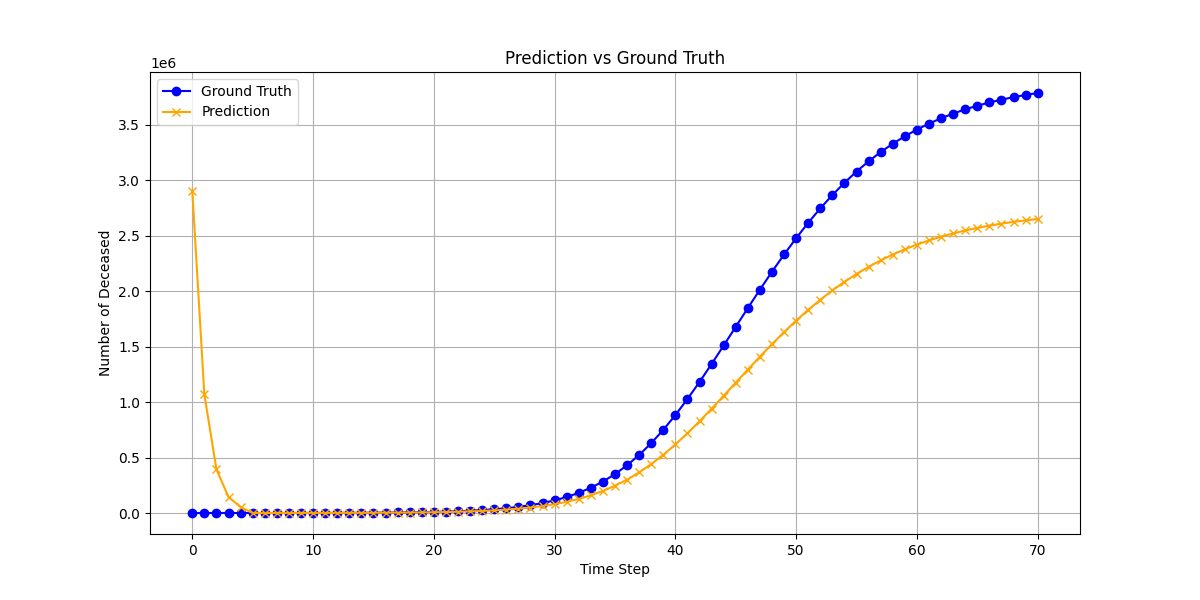 Prediction vs Ground Truth
1e6
Ground Truth
Prediction
3.5
3.0
2.5
2.0
1.5
1.0
0.5
0.0
Number of Deceased
0 10 20 30 40 50 60 70
Time Step